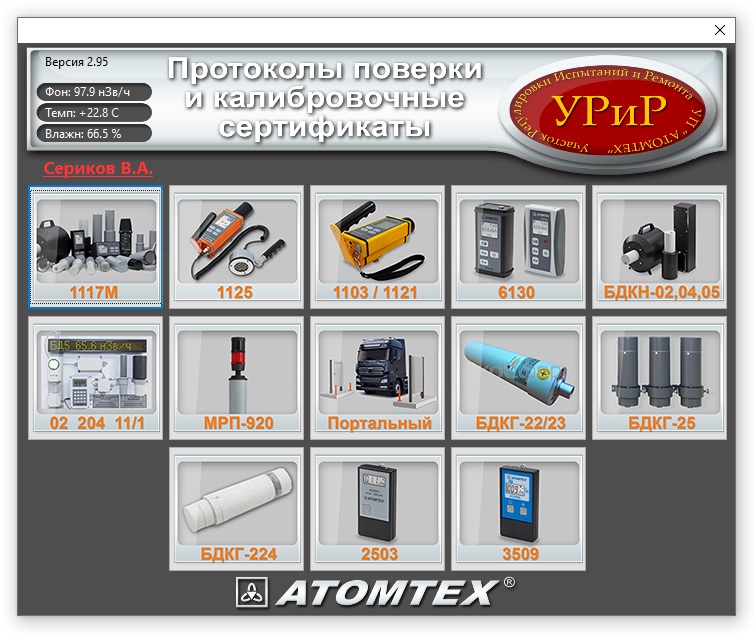 Версия 2.95
Фон: 97.9 нЗв/ч
Темп: +22.8 С
Влажн: 66.5 %
Протоколы поверки
и калибровочные
сертификаты
Участок Регулировки Испытаний и Ремонта
УРиР
УП "АТОМТЕХ"
Сериков В.А.
1117М
1125
1103 / 1121
6130
БДКН-02,04,05
БД5 65.6 нЗв/ч
02 204 11/1
МРП-920
Портальный
БДКГ-22/23
БДКГ-25
БДКГ-224
2503
3509
ATOMTEX®